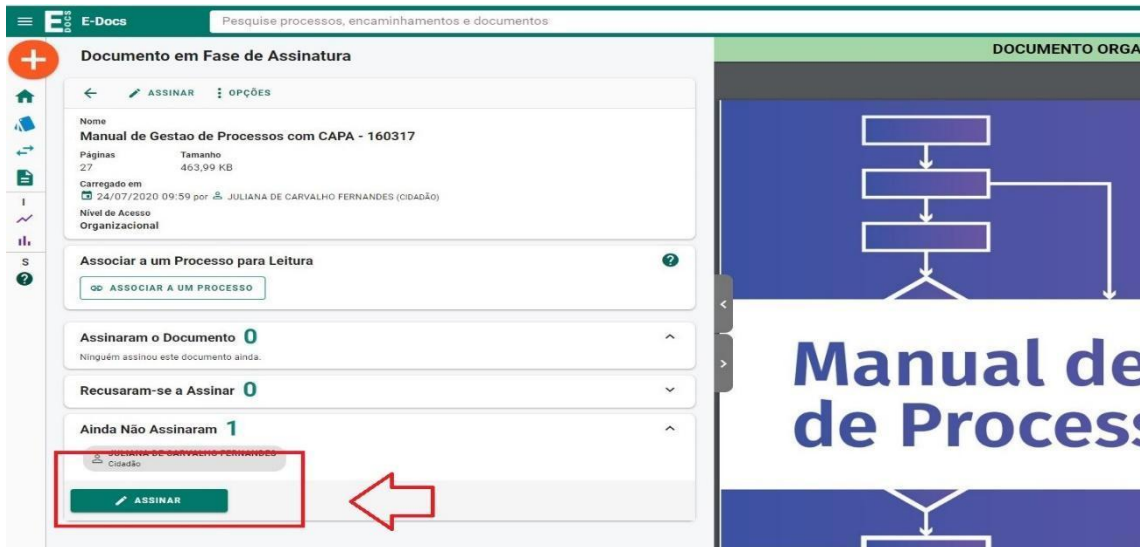 E DOCS E-Docs Pesquise processos, encaminhamentos e documentos
Documento em Fase de Assinatura
ASSINAR OPÇÕES
Nome
Manual de Gestao de Processos com CAPA - 160317
Páginas Tamanho
27 463,99 KB
Carregado em
24/07/2020 09:59 por JULIANA DE CARVALHO FERNANDES (CIDADÃO)
Nível de Acesso
Organizacional
I
S
Associar a um Processo para Leitura
ASSOCIAR A UM PROCESSO
Assinaram o Documento 0
Ninguém assinou este documento ainda.
Recusaram-se a Assinar 0
Ainda Não Assinaram 1
JULIANA DE CARVALHO FERNANDES
Cidadão
ASSINAR
DOCUMENTO ORGA
Manual de
de Process